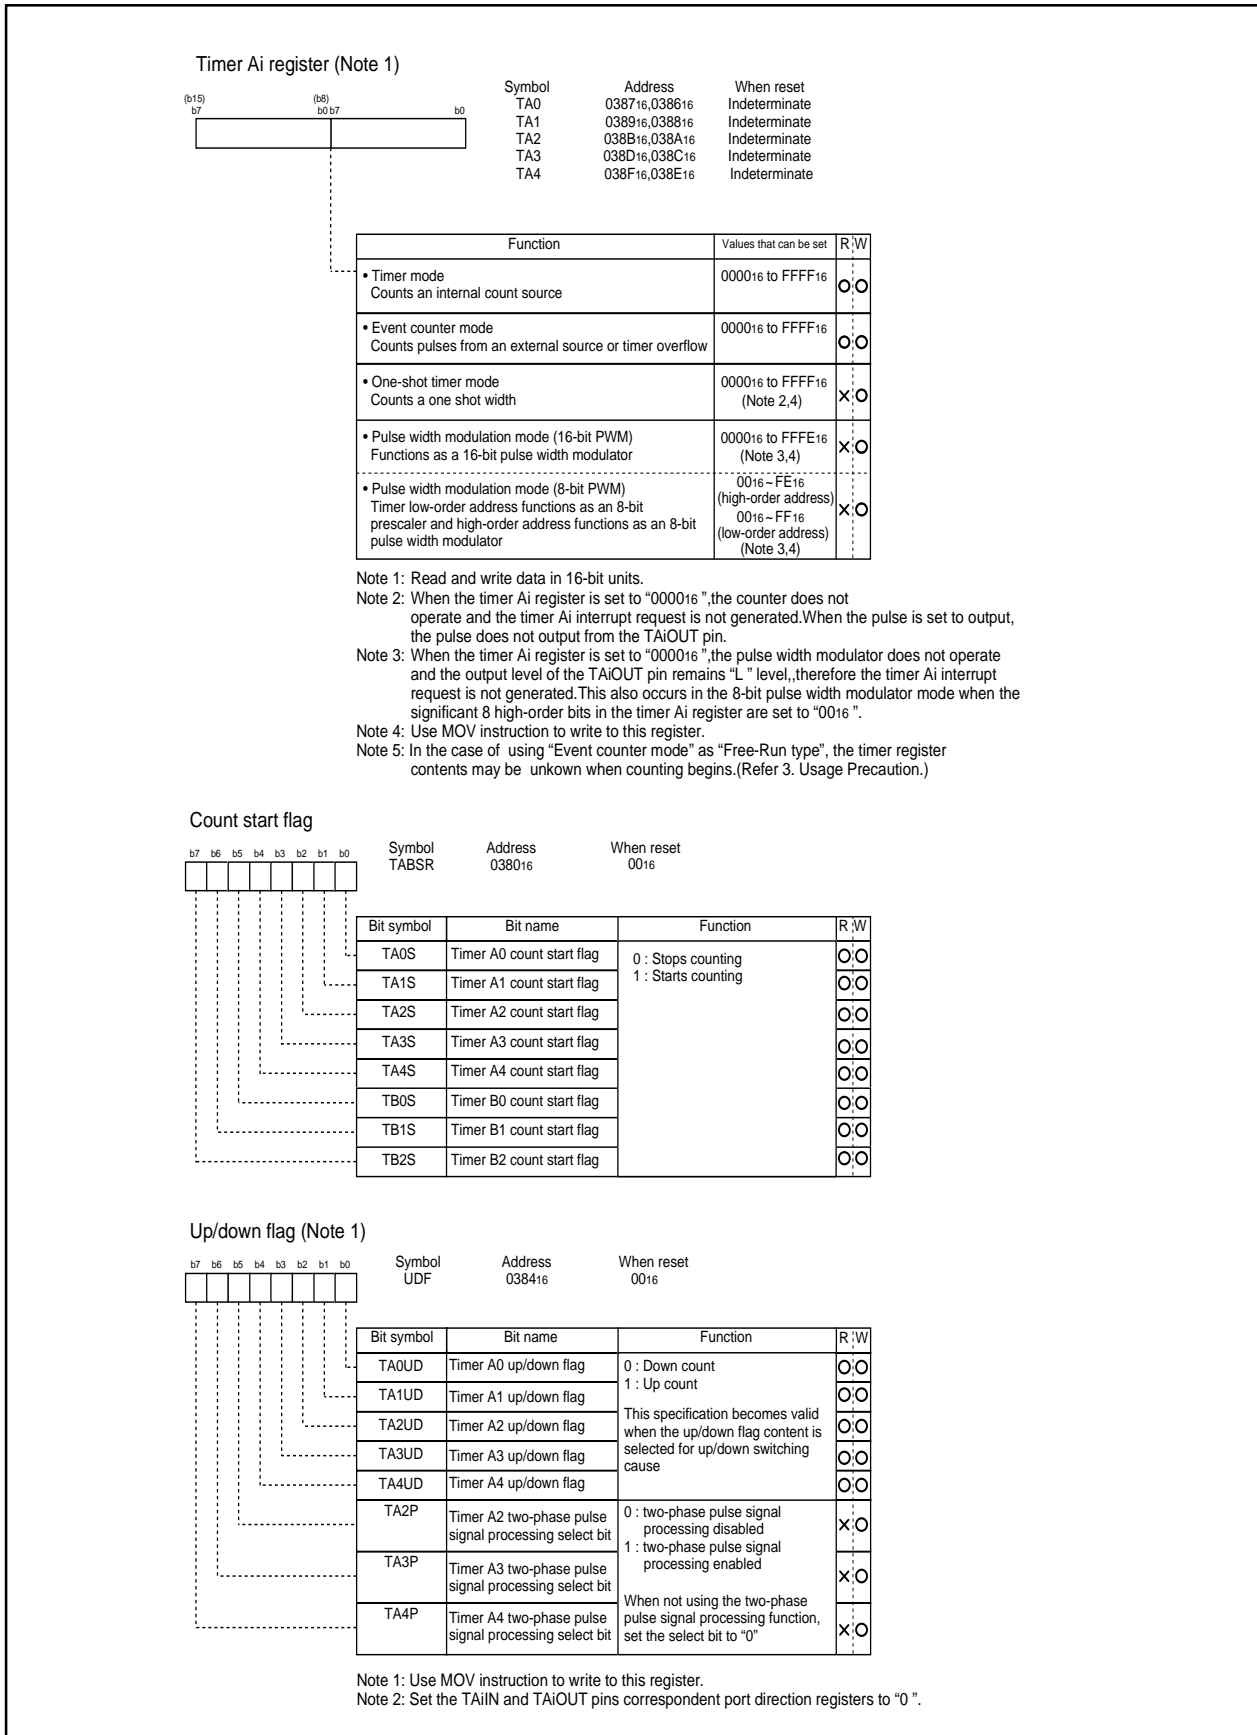 Timer Ai register (Note 1)
(b15) (b8)
b7 b0 b7 b0
Symbol Address When reset
TA0 038716,038616 Indeterminate
TA1 038916,038816 Indeterminate
TA2 038B16,038A16 Indeterminate
TA3 038D16,038C16 Indeterminate
TA4 038F16,038E16 Indeterminate
Function Values that can be set R W
• Timer mode 000016 to FFFF16
Counts an internal count source
• Event counter mode 000016 to FFFF16
Counts pulses from an external source or timer overflow
• One-shot timer mode 000016 to FFFF16
Counts a one shot width (Note 2,4)
• Pulse width modulation mode (16-bit PWM) 000016 to FFFE16
Functions as a 16-bit pulse width modulator (Note 3,4)
• Pulse width modulation mode (8-bit PWM)
Timer low-order address functions as an 8-bit
prescaler and high-order address functions as an 8-bit
pulse width modulator
0016~FE16
(high-order address)
0016~FF16
(low-order address)
(Note 3,4)
Note 1: Read and write data in 16-bit units.
Note 2: When the timer Ai register is set to “000016 ”,the counter does not
operate and the timer Ai interrupt request is not generated.When the pulse is set to output,
the pulse does not output from the TAiOUT pin.
Note 3: When the timer Ai register is set to “000016 ”,the pulse width modulator does not operate
and the output level of the TAiOUT pin remains “L ” level,,therefore the timer Ai interrupt
request is not generated.This also occurs in the 8-bit pulse width modulator mode when the
significant 8 high-order bits in the timer Ai register are set to “0016 ”.
Note 4: Use MOV instruction to write to this register.
Note 5: In the case of using “Event counter mode” as “Free-Run type”, the timer register
contents may be unkown when counting begins.(Refer 3. Usage Precaution.)
Count start flag
b7 b6 b5 b4 b3 b2 b1 b0
Symbol Address When reset
TABSR 038016 0016
Bit symbol Bit name Function R W
TA0S Timer A0 count start flag
0 : Stops counting
1 : Starts counting
TA1S Timer A1 count start flag
TA2S Timer A2 count start flag
TA3S Timer A3 count start flag
TA4S Timer A4 count start flag
TB0S Timer B0 count start flag
TB1S Timer B1 count start flag
TB2S Timer B2 count start flag
Up/down flag (Note 1)
b7 b6 b5 b4 b3 b2 b1 b0
Symbol Address When reset
UDF 038416 0016
Bit symbol Bit name Function R W
TA0UD Timer A0 up/down flag
TA1UD Timer A1 up/down flag
TA2UD Timer A2 up/down flag
TA3UD Timer A3 up/down flag
TA4UD Timer A4 up/down flag
0 : Down count
1 : Up count
This specification becomes valid
when the up/down flag content is
selected for up/down switching
cause
TA2P Timer A2 two-phase pulse
signal processing select bit
TA3P Timer A3 two-phase pulse
signal processing select bit
TA4P Timer A4 two-phase pulse
signal processing select bit
0 : two-phase pulse signal
processing disabled
1 : two-phase pulse signal
processing enabled
When not using the two-phase
pulse signal processing function,
set the select bit to “0”
Note 1: Use MOV instruction to write to this register.
Note 2: Set the TAiIN and TAiOUT pins correspondent port direction registers to “0 ”.